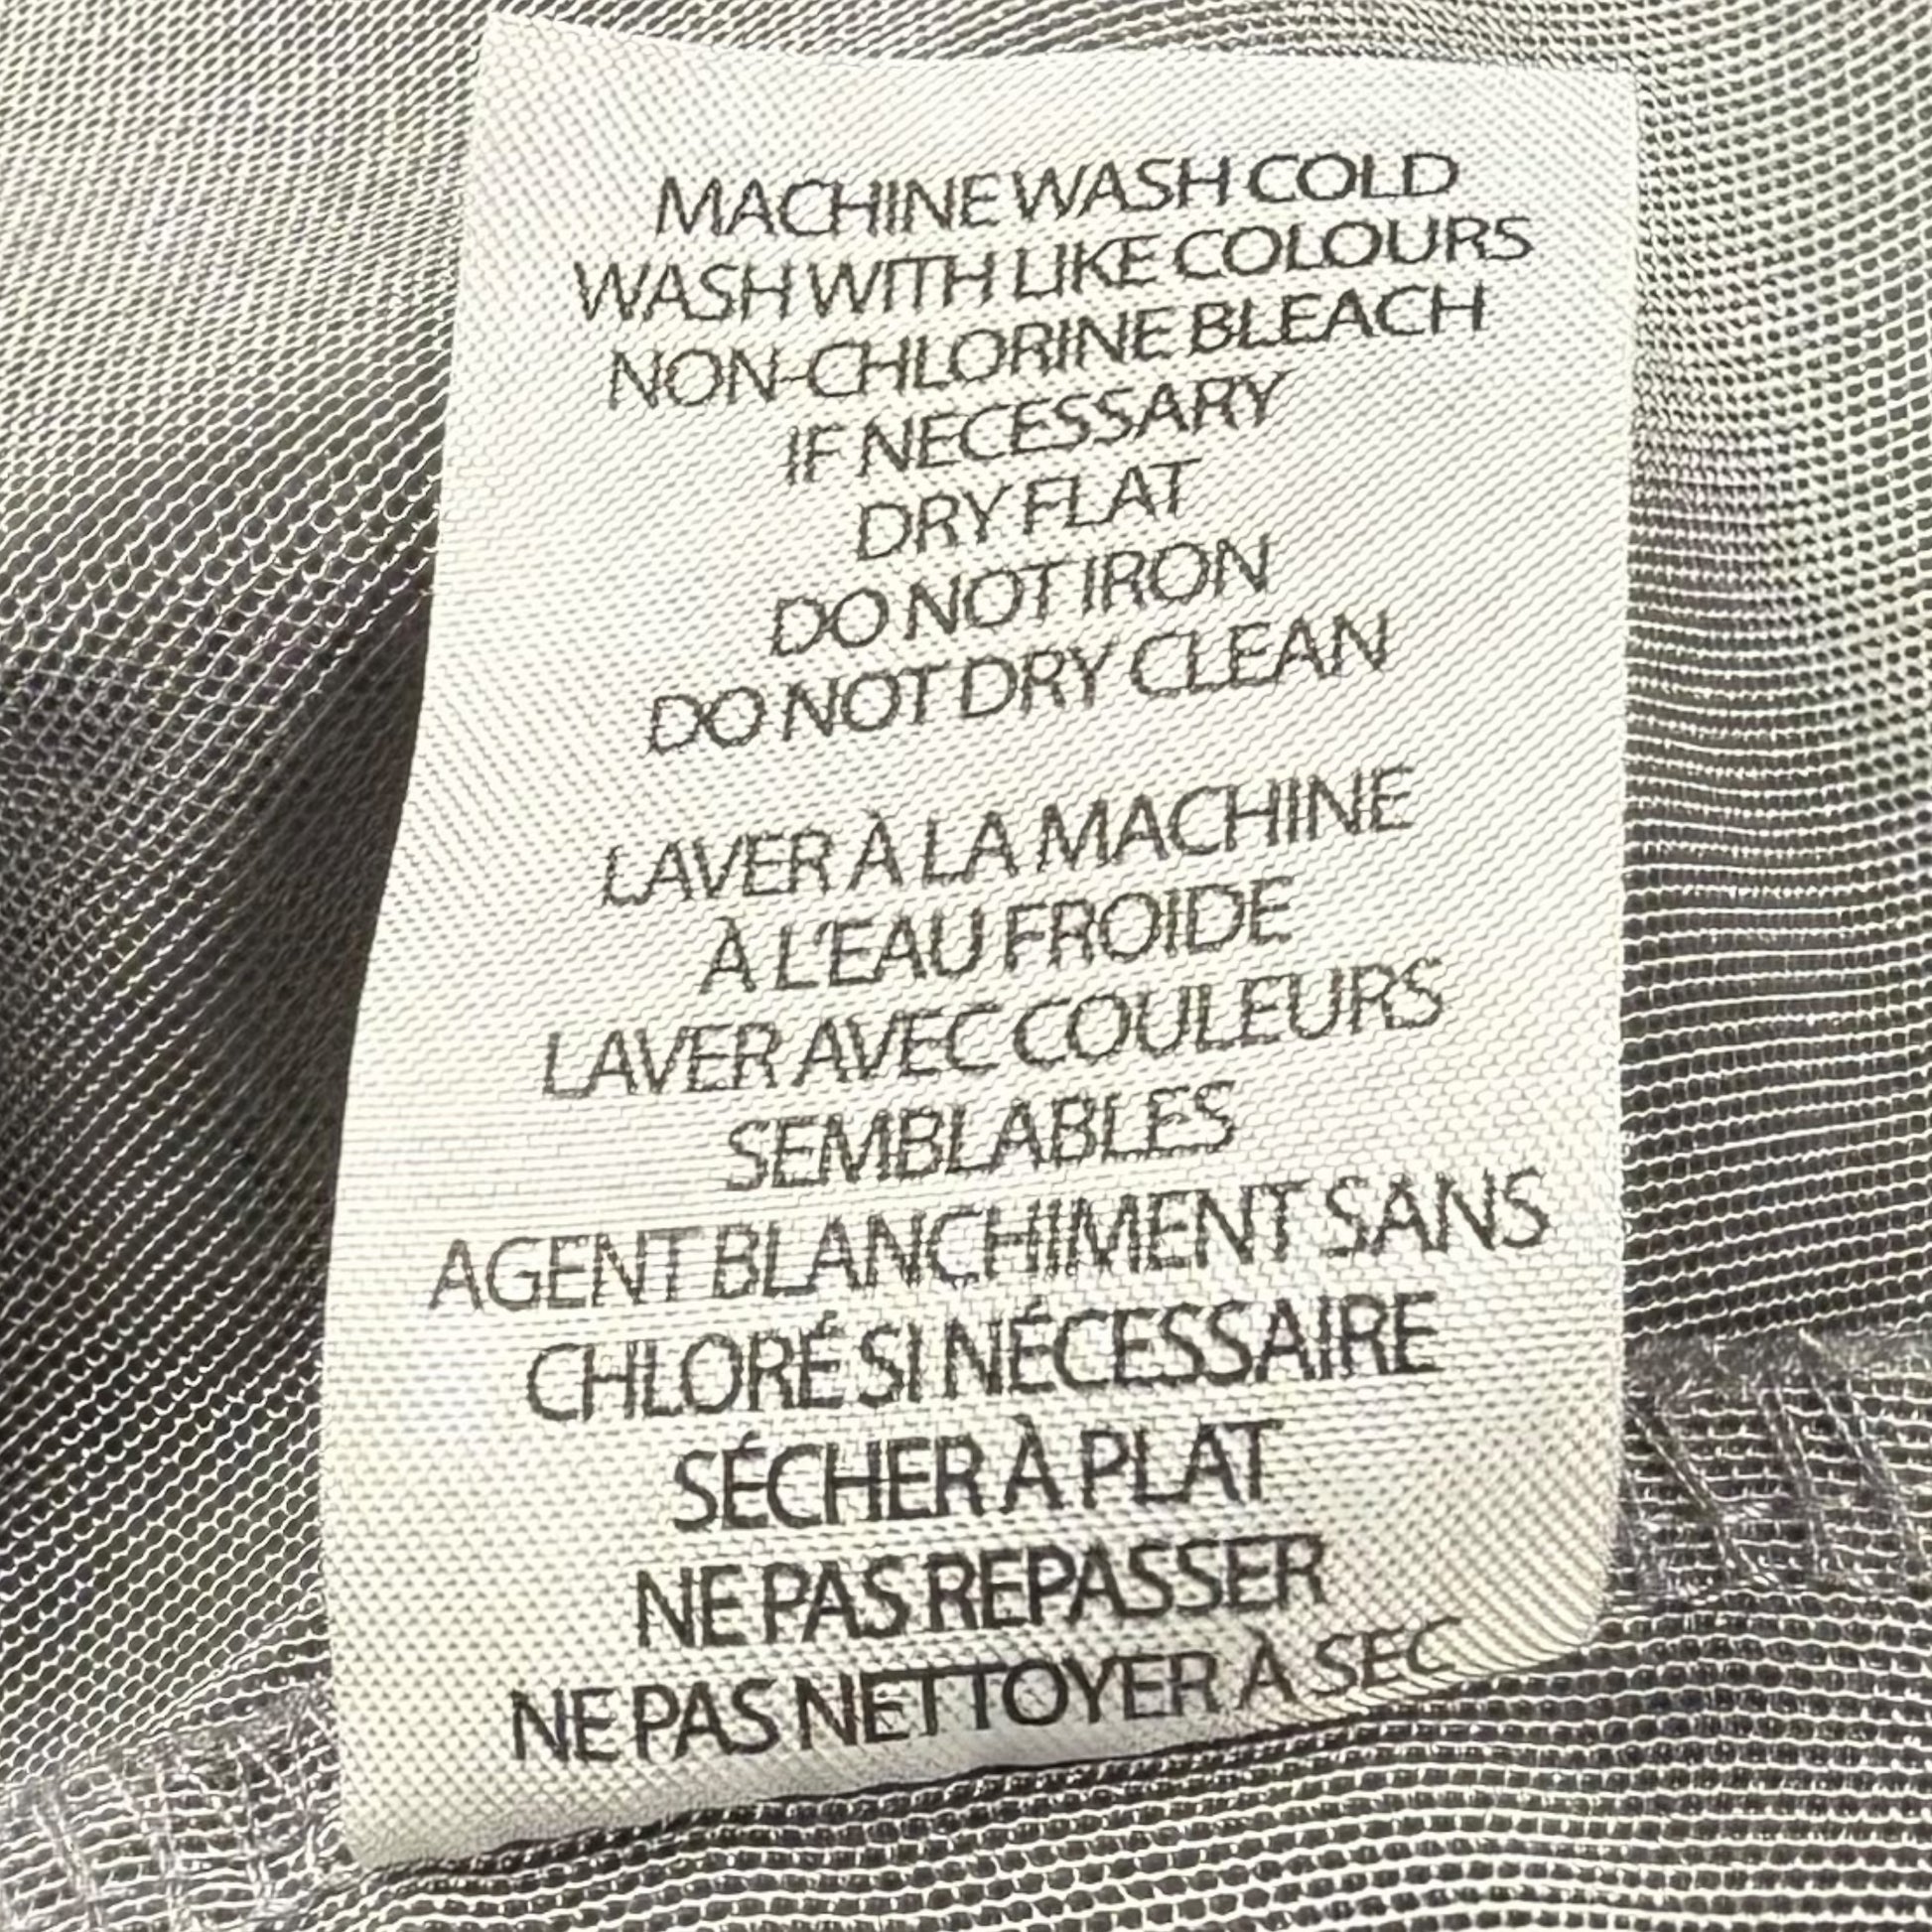 MACHINE WASH COLD
WASH WITH LIKE COLOURS
NON-CHLORINE BLEACH
IF NECESSARY
DRY FLAT
DO NOT IRON
DO NOT DRY CLEAN
LAVER À LA MACHINE
À L'EAU FROIDE
LAVER AVEC COULEURS
SEMBLABLES
AGENT BLANCHIMENT SANS
CHLORÉ SI NÉCESSAIRE
SÉCHER À PLAT
NE PAS REPASSER
NE PAS NETTOYER À SEC